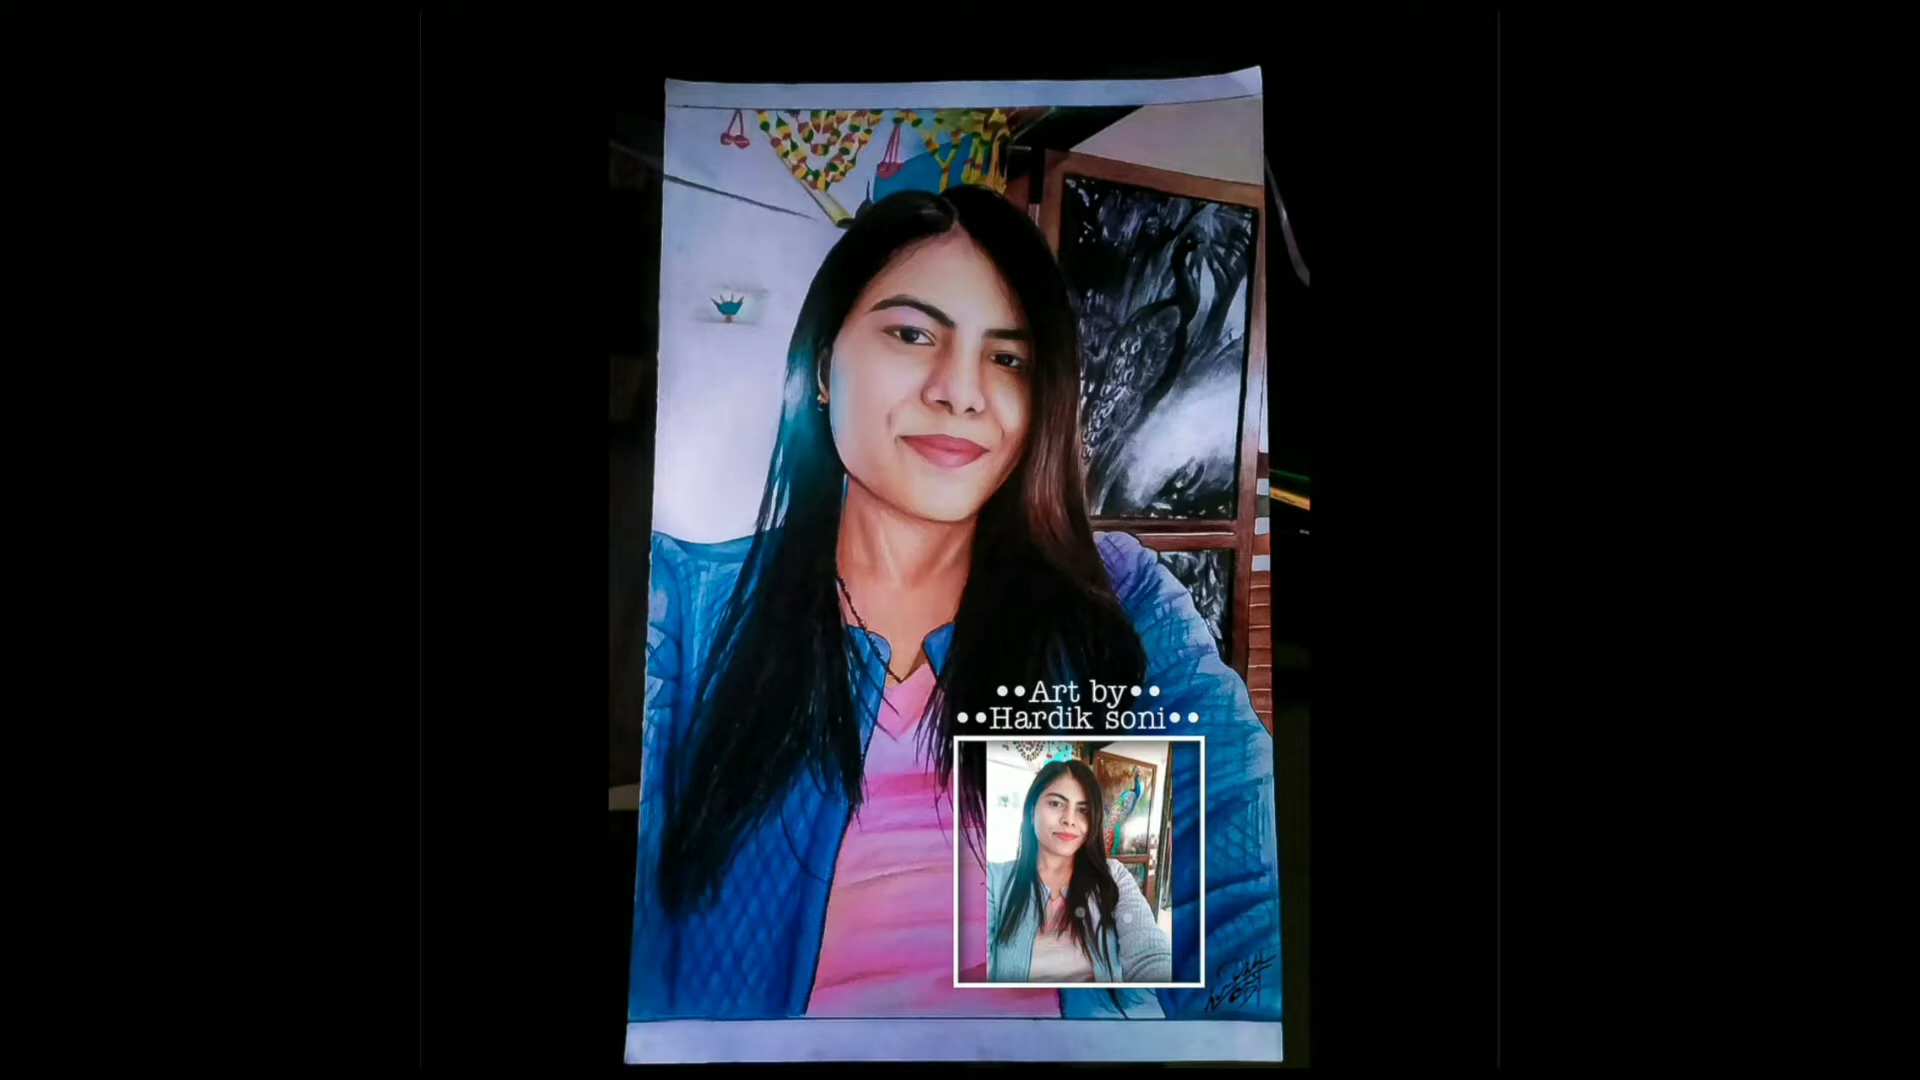 ••Art by••
••Hardik soni••